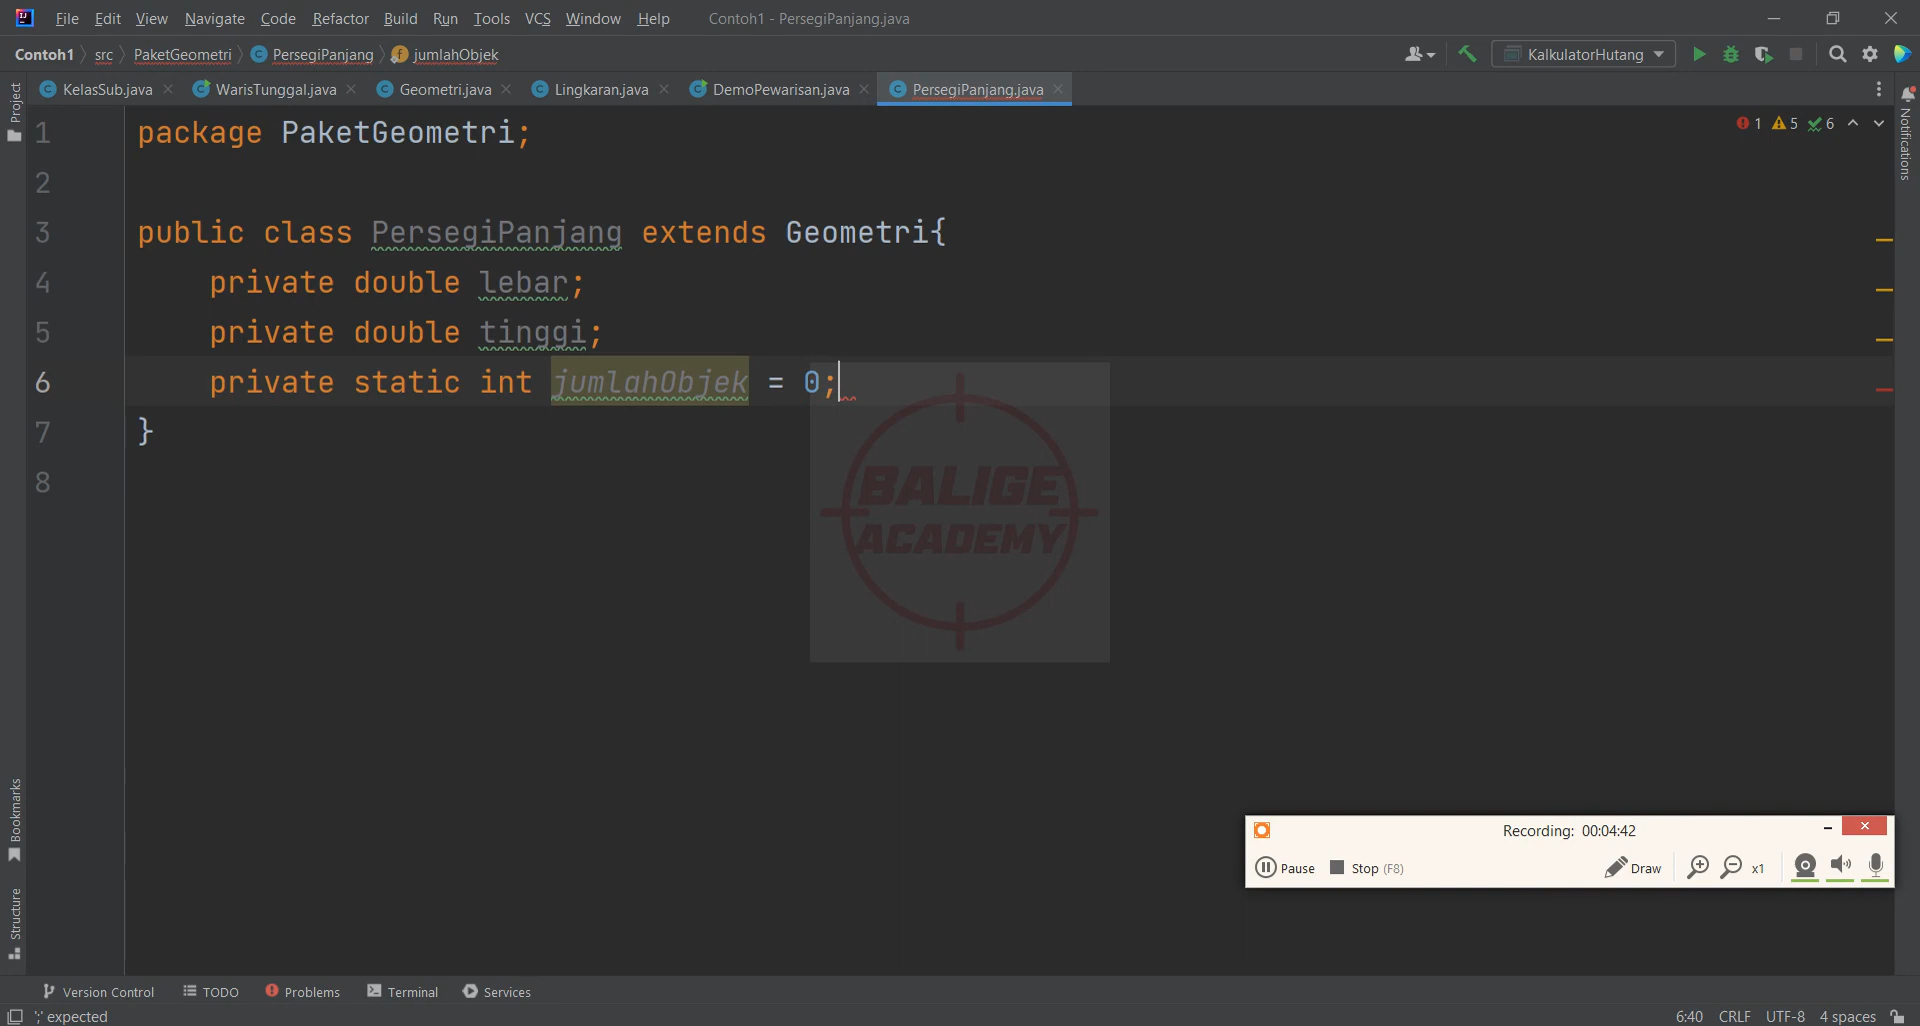 File Edit View Navigate Code Refactor Build Run Tools VCS Window Help Contoh1 - PersegiPanjang.java
Contoh1 src PaketGeometri PersegiPanjang jumlahObjek KalkulatorHutang
KelasSub.java WarisTunggal.java Geometri.java Lingkaran.java DemoPewarisan.java PersegiPanjang.java
Project
Notifications
1 5 6
1 package PaketGeometri;
2
3 public class PersegiPanjang extends Geometri{
4 private double lebar;
5 private double tinggi;
6 private static int jumlahObjek = 0;
7 }
8
BALIGE
ACADEMY
Bookmarks
Structure
Recording: 00:04:42
Pause Stop (F8) Draw x1
Version Control TODO Problems Terminal Services
';' expected 6:40 CRLF UTF-8 4 spaces